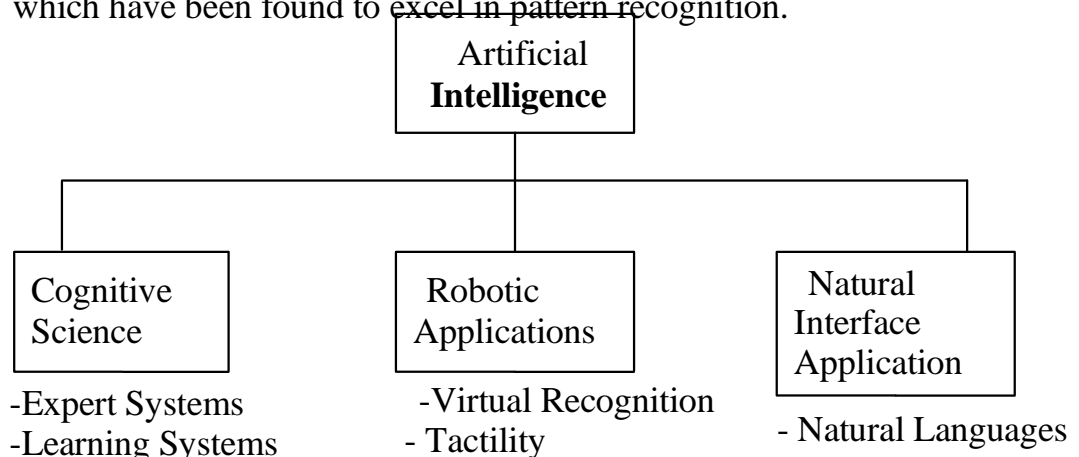 which have been found to excel in pattern recognition.
Artificial
Intelligence
Cognitive
Science
-Expert Systems
-Learning Systems
Robotic
Applications
-Virtual Recognition
- Tactility
Natural
Interface
Application
- Natural Languages